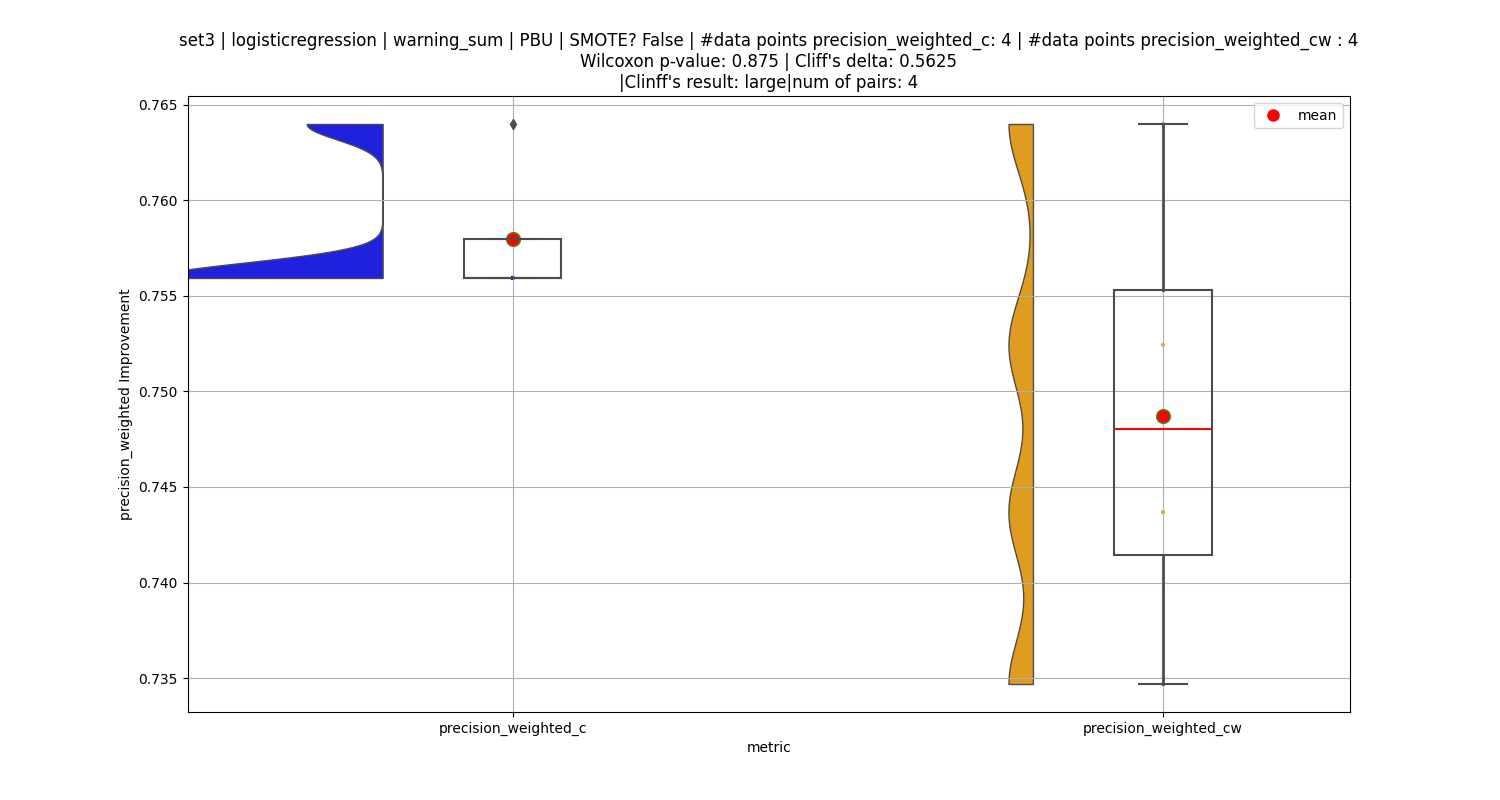 set3 | logisticregression | warning_sum | PBU | SMOTE? False | #data points precision_weighted_c: 4 | #data points precision_weighted_cw : 4
Wilcoxon p-value: 0.875 | Cliff's delta: 0.5625
|Clinff's result: large|num of pairs: 4
mean
0.765
0.760
0.755
0.750
0.745
0.740
0.735
precision_weighted Improvement
precision_weighted_c
precision_weighted_cw
metric